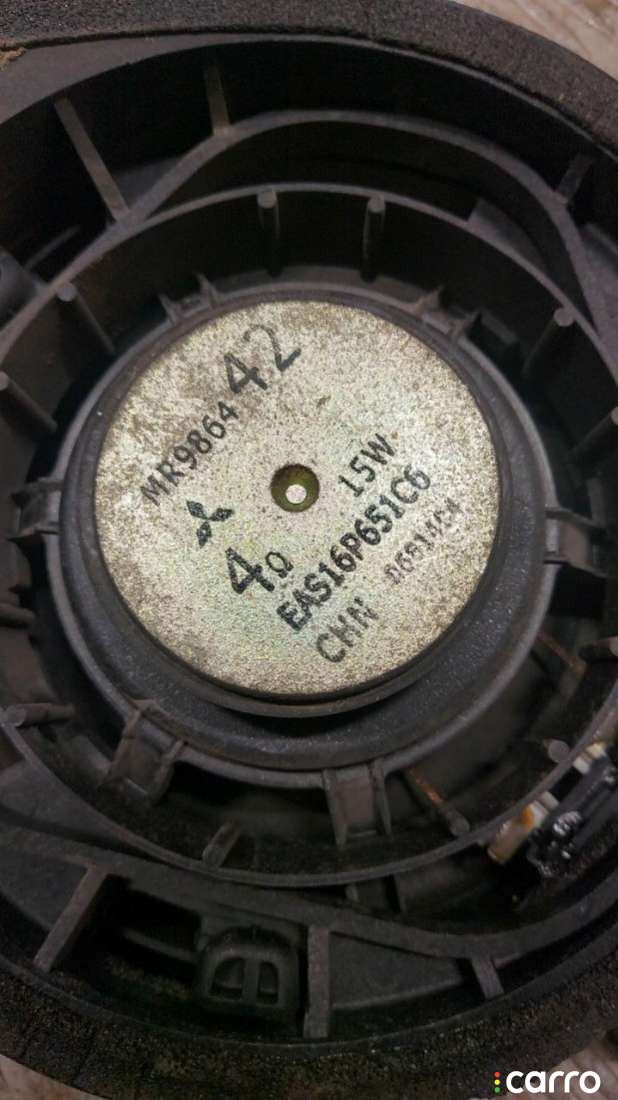 MR986442
15W
4Ω
EAS16P651C6
CHN
carro